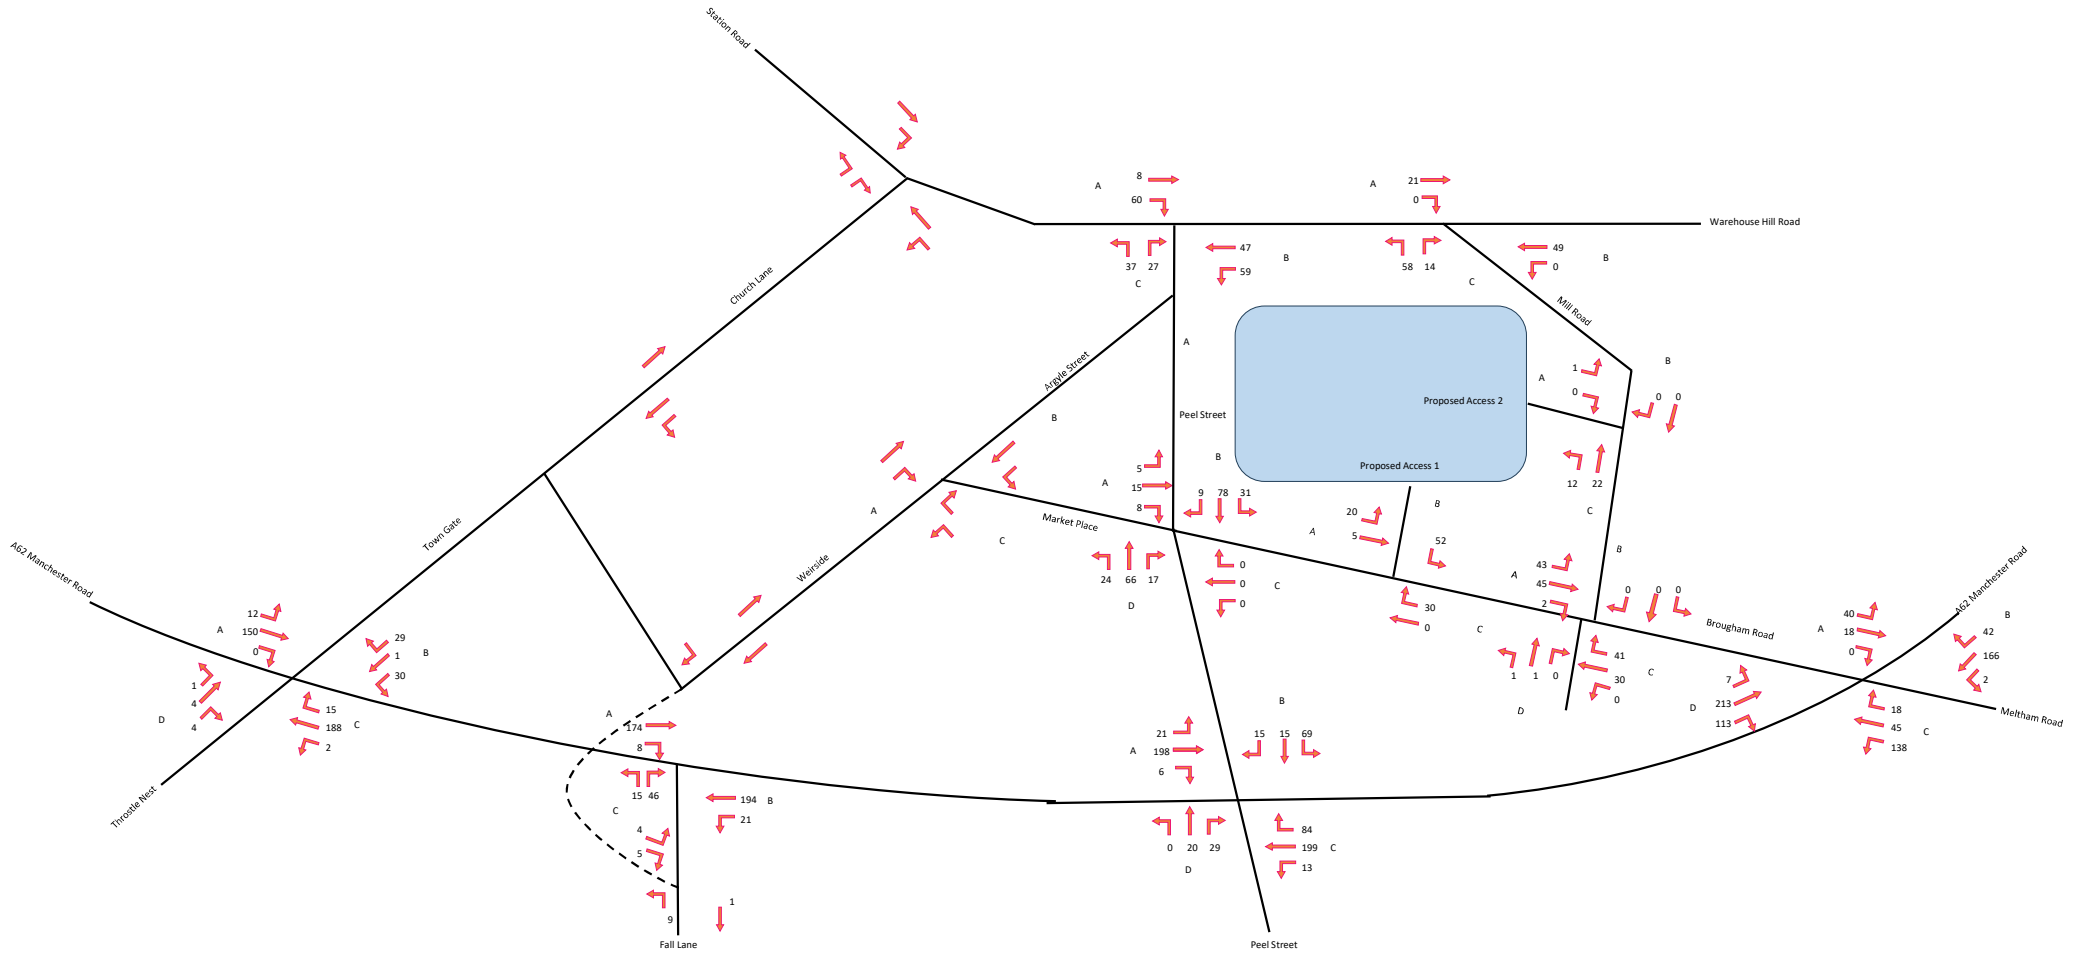 Station Road
A
8
60
A
21
0
Warehouse Hill Road
37 27
C
47
59
B
58 14
C
49
0
B
Church Lane
Mill Road
Argyle Street
A
Peel Street
B
Proposed Access 2
A
1
0
B
0 0
12 22
C
B
A
5
15
8
B
9 78 31
Proposed Access 1
A
C
Market Place
24 66 17
D
0
0
0
C
A
20
5
B
52
30
0
C
A
43
45
2
B
0 0 0
Brougham Road
1 1 0
D
41
30
0
C
A62 Manchester Road
Town Gate
Weirside
A
12
150
0
29
1
30
B
1
4
4
D
15
188
2
C
Throstle Nest
A
174
8
15 46
C
194
21
B
4
5
9
1
Fall Lane
B
A
21
198
6
15 15 69
0 20 29
D
84
199
13
C
Peel Street
A62 Manchester Road
A
40
18
0
B
42
166
2
D
7
213
113
18
45
138
C
Meltham Road